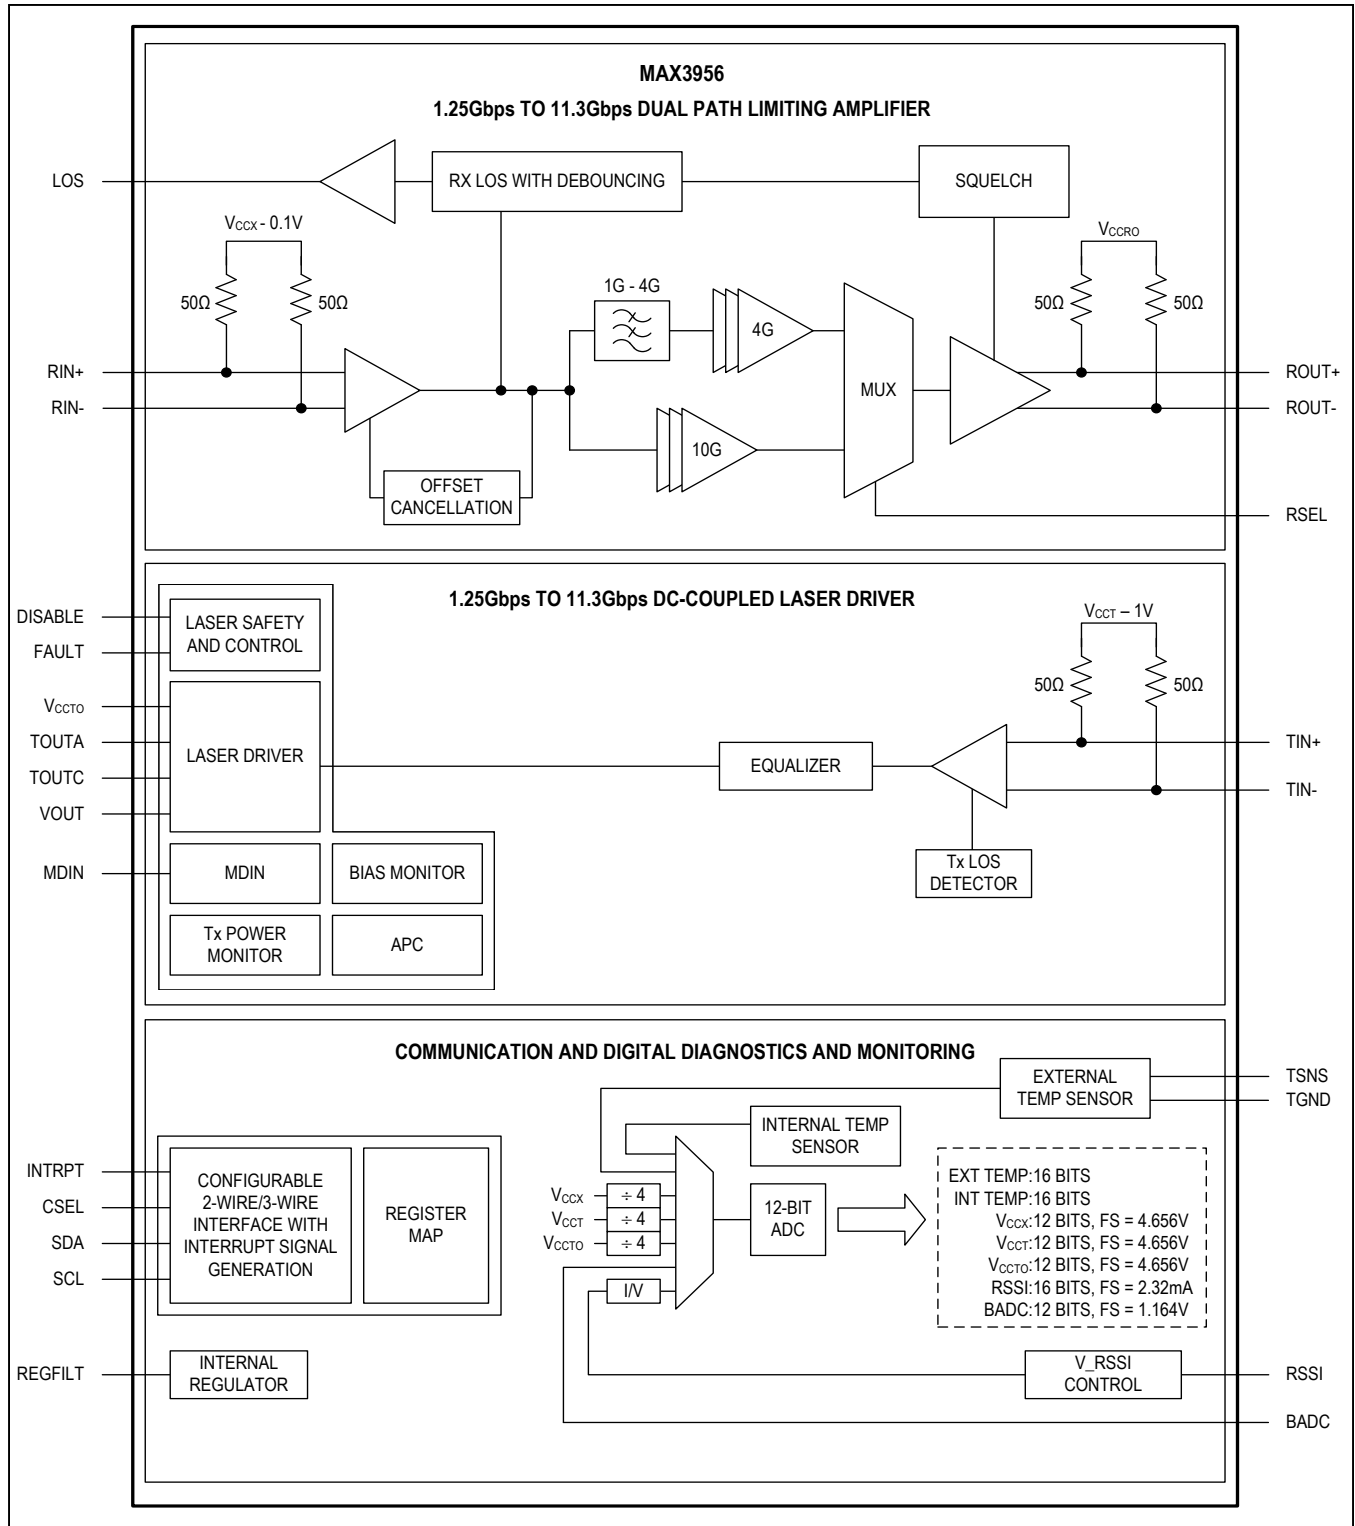 MAX3956
1.25Gbps TO 11.3Gbps DUAL PATH LIMITING AMPLIFIER
LOS
RX LOS WITH DEBOUNCING
SQUELCH
VCCX - 0.1V
VCCRO
50Ω
50Ω
1G - 4G
50Ω
50Ω
4G
RIN+
RIN-
MUX
ROUT+
ROUT-
10G
OFFSET
CANCELLATION
RSEL
1.25Gbps TO 11.3Gbps DC-COUPLED LASER DRIVER
DISABLE
FAULT
LASER SAFETY
AND CONTROL
VCCT – 1V
50Ω
50Ω
VCCTO
TOUTA
TOUTC
VOUT
LASER DRIVER
EQUALIZER
TIN+
TIN-
Tx LOS
DETECTOR
MDIN
MDIN
BIAS MONITOR
Tx POWER
MONITOR
APC
COMMUNICATION AND DIGITAL DIAGNOSTICS AND MONITORING
EXTERNAL
TEMP SENSOR
TSNS
TGND
INTERNAL TEMP
SENSOR
INTRPT
CSEL
SDA
SCL
CONFIGURABLE
2-WIRE/3-WIRE
INTERFACE WITH
INTERRUPT SIGNAL
GENERATION
REGISTER
MAP
VCCX
÷ 4
VCCT
÷ 4
VCCTO
÷ 4
I/V
12-BIT
ADC
EXT TEMP:16 BITS
INT TEMP:16 BITS
VCCX:12 BITS, FS = 4.656V
VCCT:12 BITS, FS = 4.656V
VCCTO:12 BITS, FS = 4.656V
RSSI:16 BITS, FS = 2.32mA
BADC:12 BITS, FS = 1.164V
REGFILT
INTERNAL
REGULATOR
V_RSSI
CONTROL
RSSI
BADC